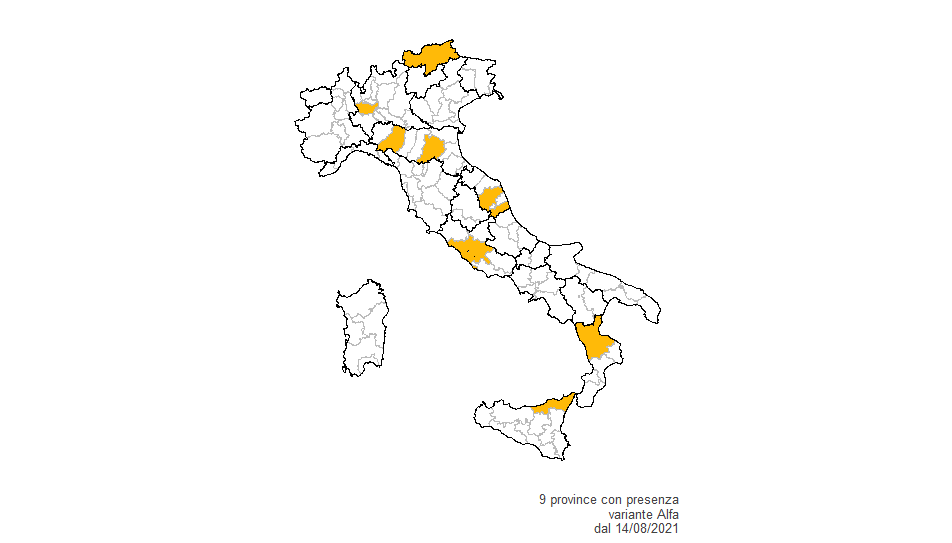 9 province con presenza
variante Alfa
dal 14/08/2021